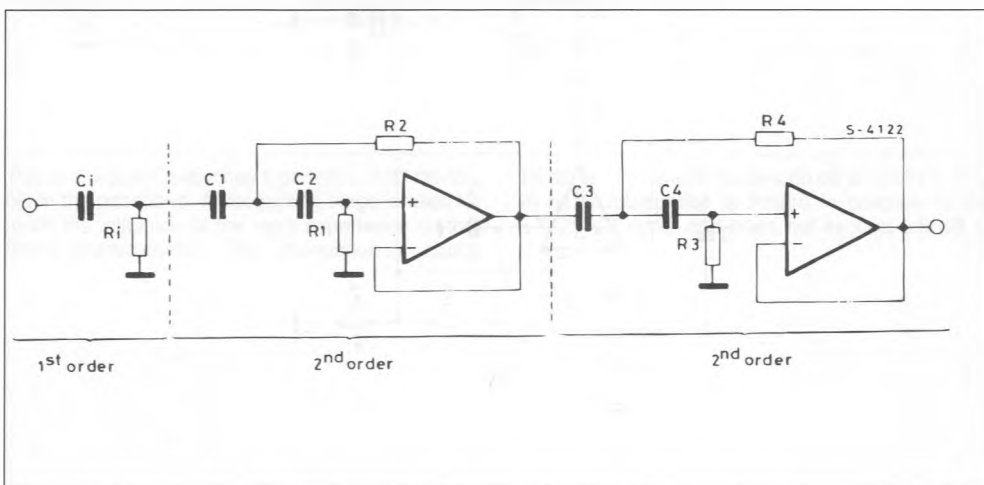 R2
R4
S-4122
Ci
C1
C2
C3
C4
Ri
R1
R3
+
−
+
−
1st order
2nd order
2nd order